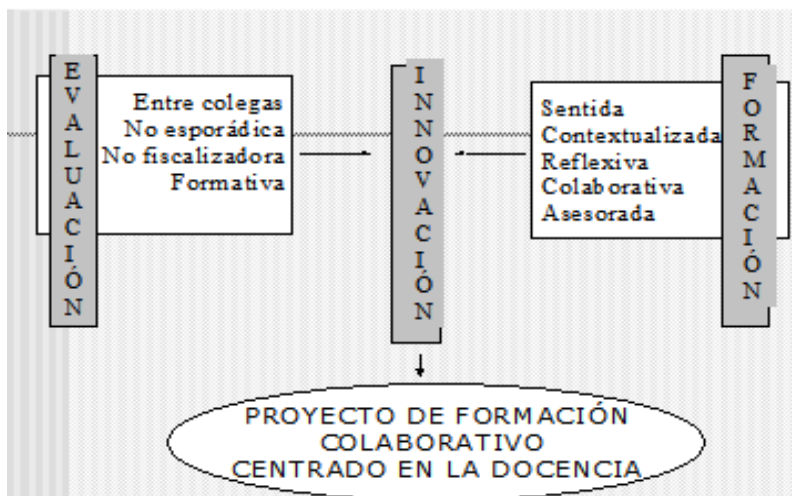 EVALUACIÓN
Entre colegas
No esporádica
No fiscalizadora
Formativa
INNOVACIÓN
Sentida
Contextualizada
Reflexiva
Colaborativa
Asesorada
FORMACIÓN
PROYECTO DE FORMACIÓN
COLABORATIVO
CENTRADO EN LA DOCENCIA